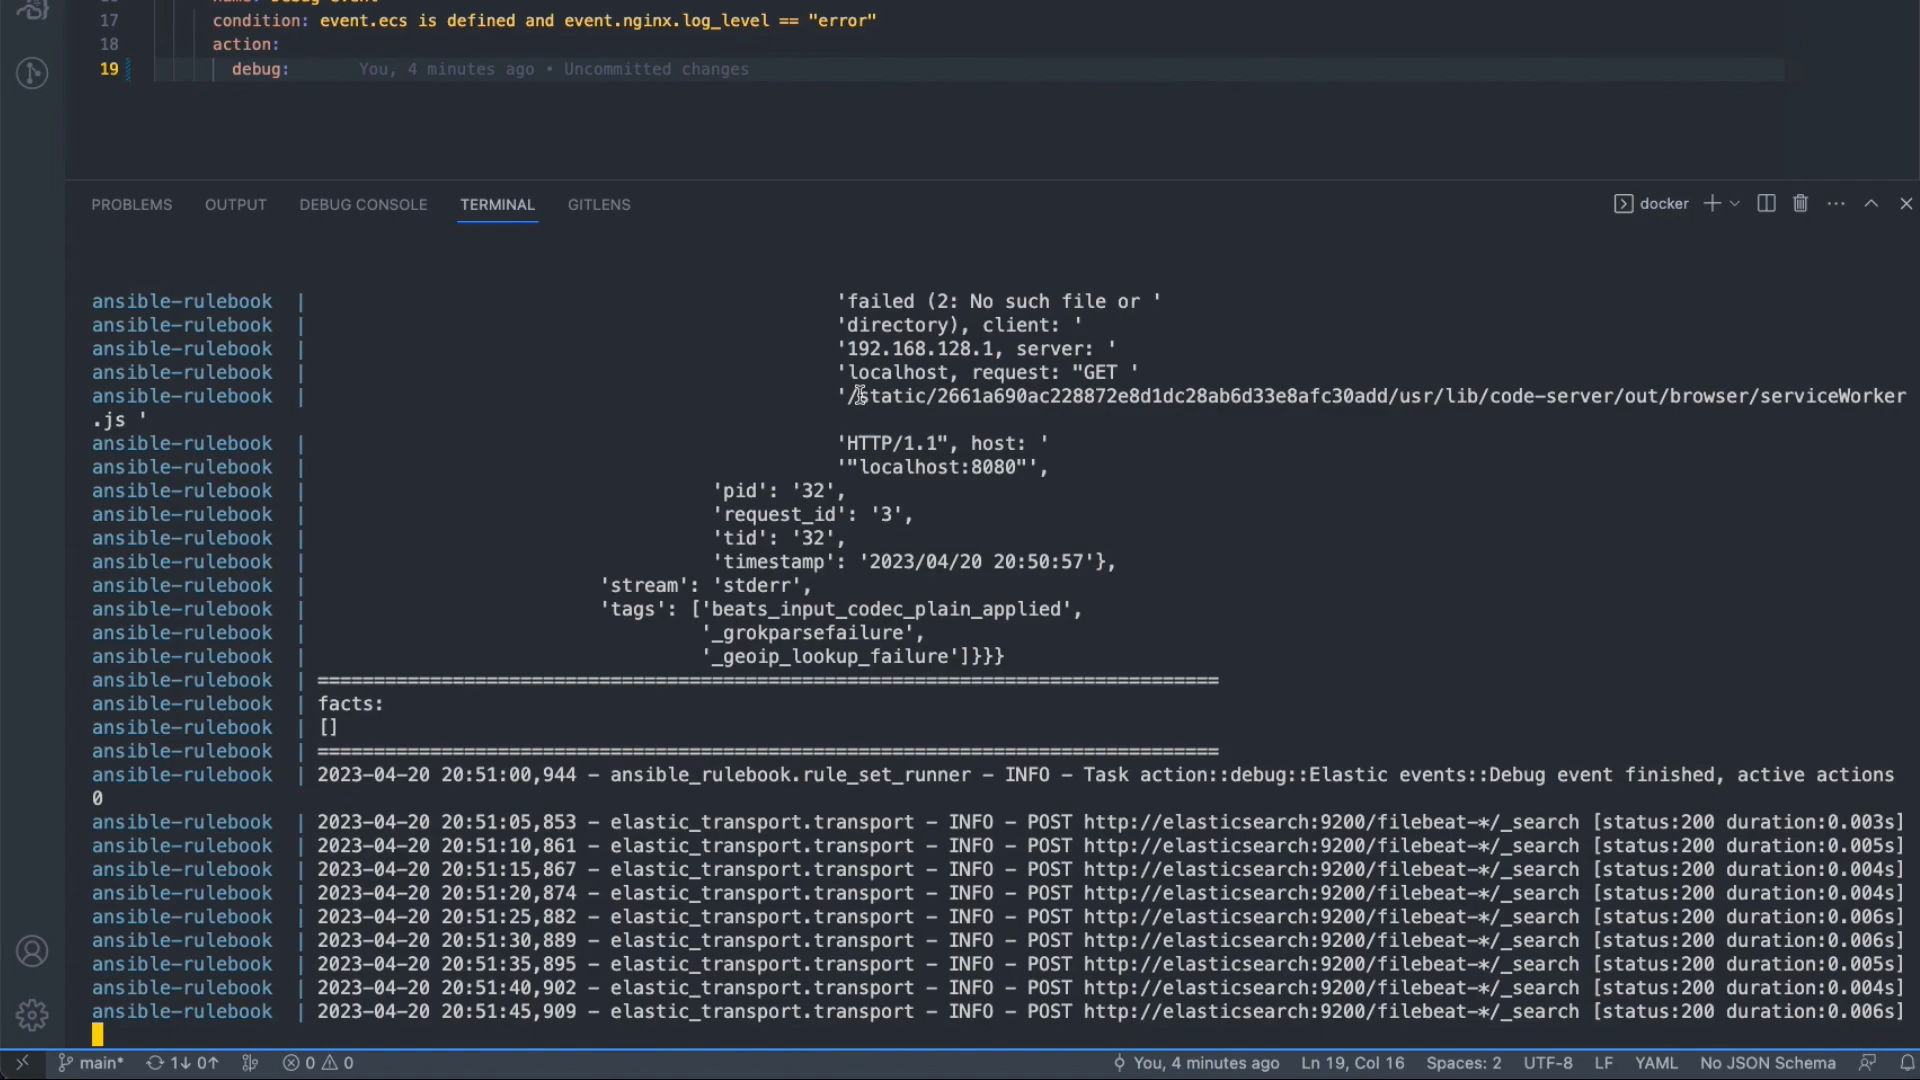 17 condition: event.ecs is defined and event.nginx.log_level == "error"
18 action:
19 debug: You, 4 minutes ago • Uncommitted changes
PROBLEMS OUTPUT DEBUG CONSOLE TERMINAL GITLENS docker
ansible-rulebook | 'failed (2: No such file or '
ansible-rulebook | 'directory), client: '
ansible-rulebook | '192.168.128.1, server: '
ansible-rulebook | 'localhost, request: "GET '
ansible-rulebook | '/static/2661a690ac228872e8d1dc28ab6d33e8afc30add/usr/lib/code-server/out/browser/serviceWorker
.js '
ansible-rulebook | 'HTTP/1.1", host: '
ansible-rulebook | '"localhost:8080"',
ansible-rulebook | 'pid': '32',
ansible-rulebook | 'request_id': '3',
ansible-rulebook | 'tid': '32',
ansible-rulebook | 'timestamp': '2023/04/20 20:50:57'},
ansible-rulebook | 'stream': 'stderr',
ansible-rulebook | 'tags': ['beats_input_codec_plain_applied',
ansible-rulebook | '_grokparsefailure',
ansible-rulebook | '_geoip_lookup_failure']}}}
ansible-rulebook | ================================================================================
ansible-rulebook | facts:
ansible-rulebook | []
ansible-rulebook | ================================================================================
ansible-rulebook | 2023-04-20 20:51:00,944 - ansible_rulebook.rule_set_runner - INFO - Task action::debug::Elastic events::Debug event finished, active actions
0
ansible-rulebook | 2023-04-20 20:51:05,853 - elastic_transport.transport - INFO - POST http://elasticsearch:9200/filebeat-*/_search [status:200 duration:0.003s]
ansible-rulebook | 2023-04-20 20:51:10,861 - elastic_transport.transport - INFO - POST http://elasticsearch:9200/filebeat-*/_search [status:200 duration:0.005s]
ansible-rulebook | 2023-04-20 20:51:15,867 - elastic_transport.transport - INFO - POST http://elasticsearch:9200/filebeat-*/_search [status:200 duration:0.004s]
ansible-rulebook | 2023-04-20 20:51:20,874 - elastic_transport.transport - INFO - POST http://elasticsearch:9200/filebeat-*/_search [status:200 duration:0.004s]
ansible-rulebook | 2023-04-20 20:51:25,882 - elastic_transport.transport - INFO - POST http://elasticsearch:9200/filebeat-*/_search [status:200 duration:0.006s]
ansible-rulebook | 2023-04-20 20:51:30,889 - elastic_transport.transport - INFO - POST http://elasticsearch:9200/filebeat-*/_search [status:200 duration:0.006s]
ansible-rulebook | 2023-04-20 20:51:35,895 - elastic_transport.transport - INFO - POST http://elasticsearch:9200/filebeat-*/_search [status:200 duration:0.005s]
ansible-rulebook | 2023-04-20 20:51:40,902 - elastic_transport.transport - INFO - POST http://elasticsearch:9200/filebeat-*/_search [status:200 duration:0.004s]
ansible-rulebook | 2023-04-20 20:51:45,909 - elastic_transport.transport - INFO - POST http://elasticsearch:9200/filebeat-*/_search [status:200 duration:0.006s]
main* 1↓ 0↑ 0 0 You, 4 minutes ago Ln 19, Col 16 Spaces: 2 UTF-8 LF YAML No JSON Schema